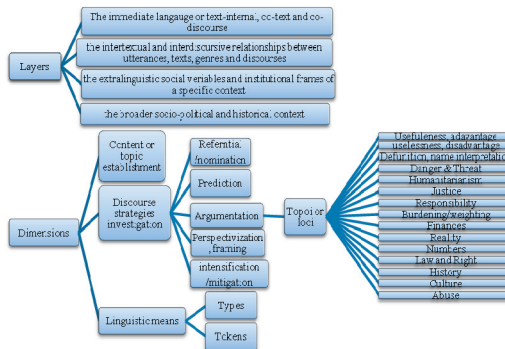 The immediate langauge or text-internal, co-text and co-
discourse
the intertextual and interdiscursive relationships between
utterances, texts, genres and discourses
Layers
the extralinguistic social variables and institutional frames of
a specific context
the broader socio-political and historical context
Content or
topic
establishment
Referential
/nomination
Discourse
strategies
investigation
Prediction
Dimensions
Argumentation
Topoi or
loci
Perspectivization
, framing
intensification
/mitigation
Linguistic means
Types
Tokens
Usefuleness, adavantage
uselessness, disadvantage
Defunition, name interpretation
Danger & Threat
Humanitarianism
Justice
Responsibility
Burdening/weighting
Finances
Reality
Numbers
Law and Right
History
Culture
Abuse